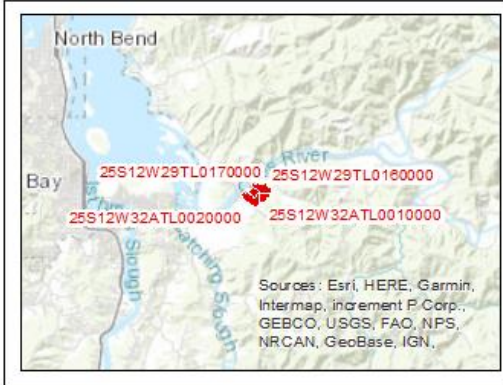 North Bend
25S12W29TL0170000
25S12W29TL0160000
River
Bay
25S12W32ATL0020000
25S12W32ATL0010000
Slough
Catching Slough
Sources: Esri, HERE, Garmin,
Intermap, increment P Corp.,
GEBCO, USGS, FAO, NPS,
NRCAN, GeoBase, IGN,